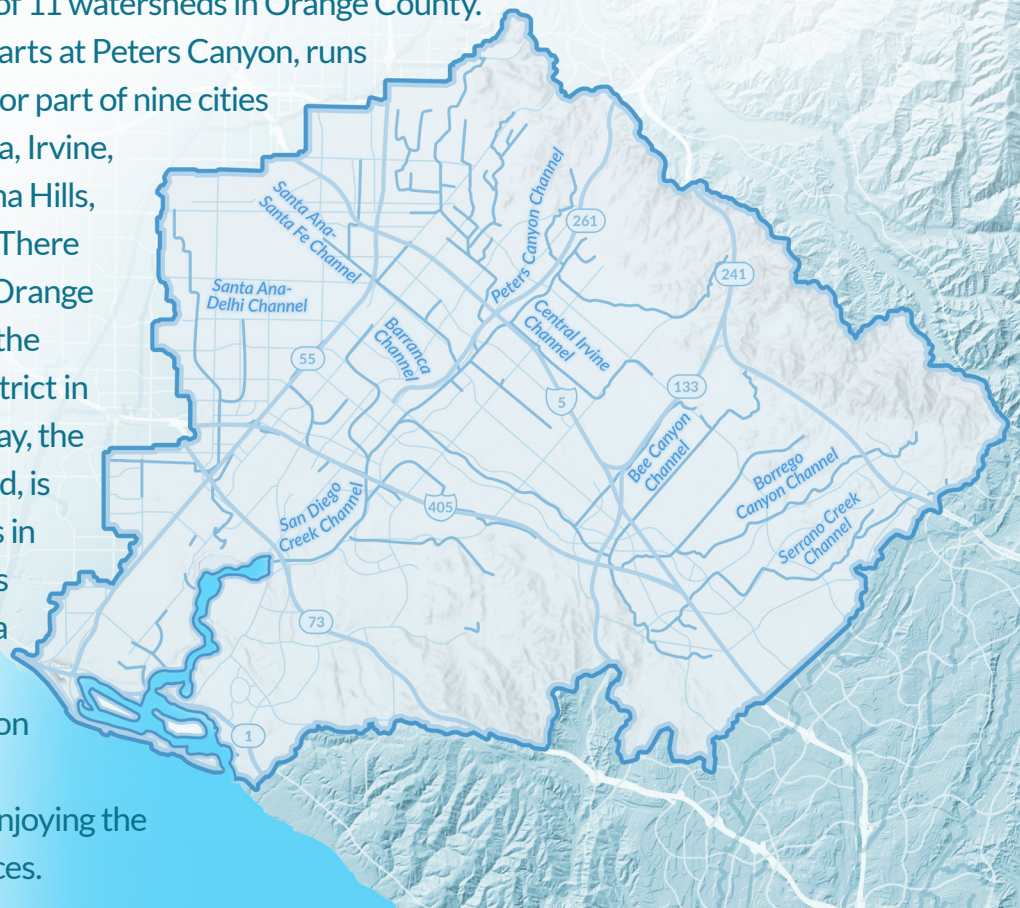 of 11 watersheds in Orange County.
arts at Peters Canyon, runs
or part of nine cities
a, Irvine,
na Hills,
There
Orange
the
trict in
ay, the
d, is
s in
s
a
on
njoying the
ces.
Santa Ana-
Santa Fe Channel
Peters Canyon Channel
261
241
Santa Ana-
Delhi Channel
Barranca
Channel
Central Irvine
Channel
55
133
5
Bee Canyon
Channel
Borrego
Canyon Channel
San Diego
Creek Channel
405
Serrano Creek
Channel
73
1